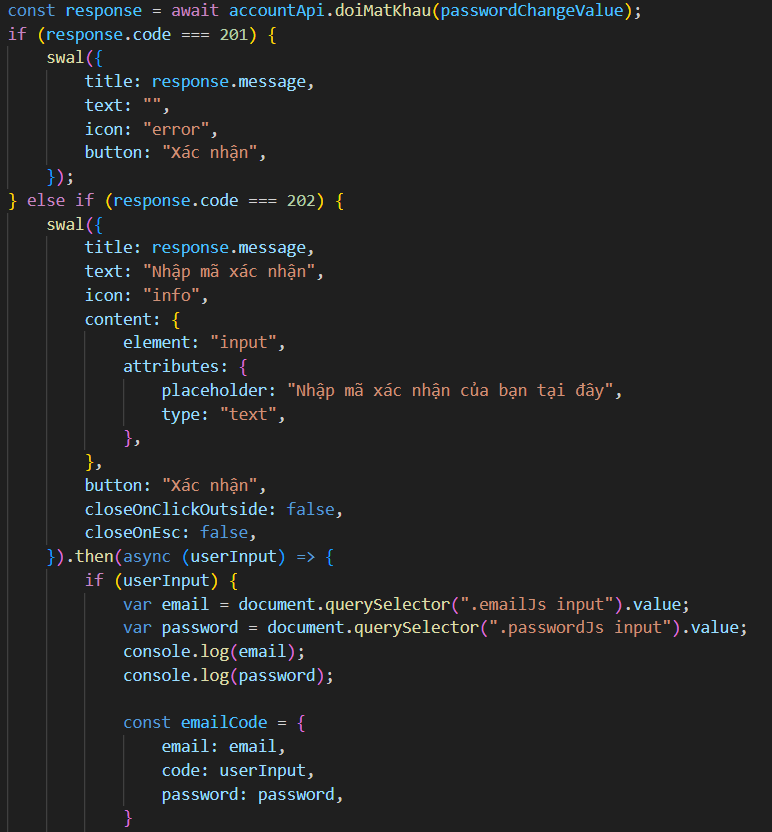 const response = await accountApi.doiMatKhau(passwordChangeValue);
if (response.code === 201) {
    swal({
        title: response.message,
        text: "",
        icon: "error",
        button: "Xác nhận",
    });
} else if (response.code === 202) {
    swal({
        title: response.message,
        text: "Nhập mã xác nhận",
        icon: "info",
        content: {
            element: "input",
            attributes: {
                placeholder: "Nhập mã xác nhận của bạn tại đây",
                type: "text",
            },
        },
        button: "Xác nhận",
        closeOnClickOutside: false,
        closeOnEsc: false,
    }).then(async (userInput) => {
        if (userInput) {
            var email = document.querySelector(".emailJs input").value;
            var password = document.querySelector(".passwordJs input").value;
            console.log(email);
            console.log(password);

            const emailCode = {
                email: email,
                code: userInput,
                password: password,
            }